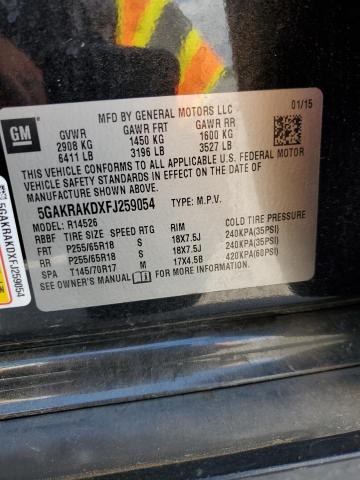 GM
MFD BY GENERAL MOTORS LLC 01/15
GVWR GAWR FRT GAWR RR
2908 KG 1450 KG 1600 KG
6411 LB 3196 LB 3527 LB
THIS VEHICLE CONFORMS TO ALL APPLICABLE U.S. FEDERAL MOTOR
VEHICLE SAFETY STANDARDS IN EFFECT ON THE DATE OF
MANUFACTURE SHOWN ABOVE.
5GAKRAKDXFJ259054 TYPE: M.P.V.
MODEL: R14526
RBBF TIRE SIZE SPEED RTG RIM COLD TIRE PRESSURE
FRT P255/65R18 S 18X7.5J 240KPA(35PSI)
RR P255/65R18 S 18X7.5J 240KPA(35PSI)
SPA T145/70R17 M 17X4.5B 420KPA(60PSI)
SEE OWNER'S MANUAL FOR MORE INFORMATION.
5GAKRAKDXFJ259054